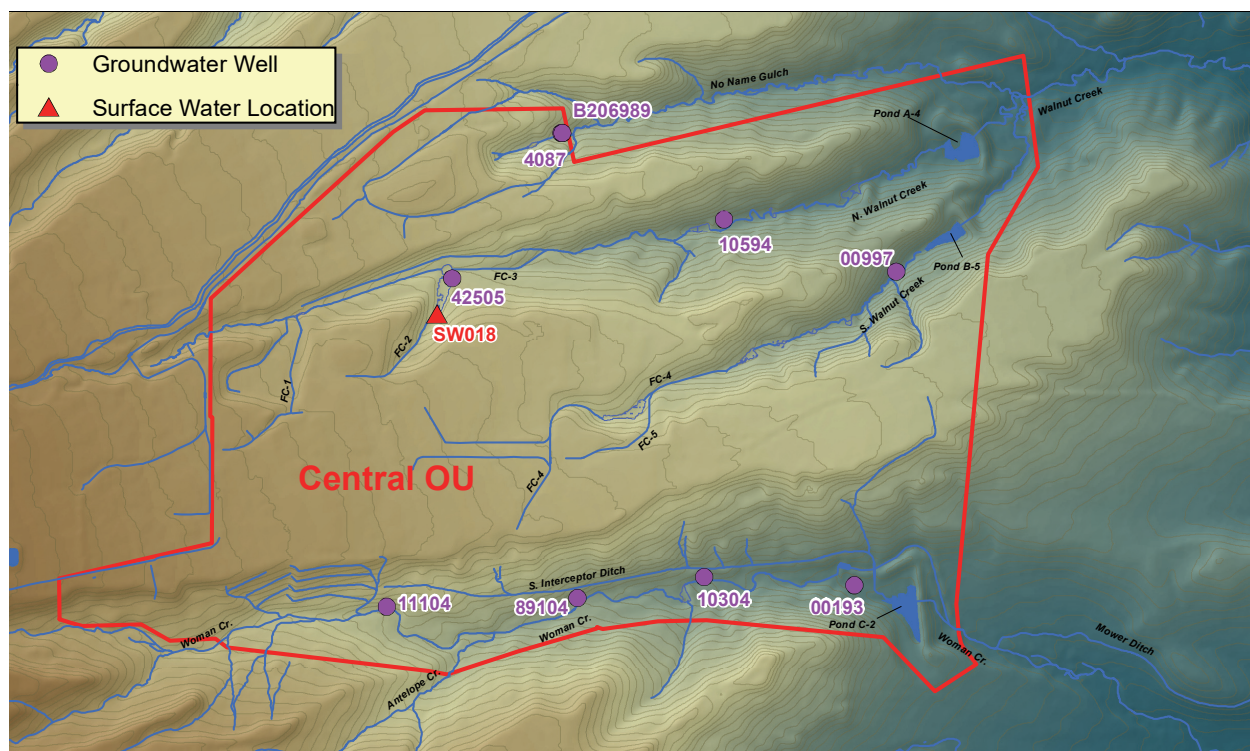 Groundwater Well
Surface Water Location
No Name Gulch
Walnut Creek
B206989
Pond A-4
4087
N. Walnut Creek
10594
00997
Pond B-5
FC-3
42505
S. Walnut Creek
SW018
FC-2
FC-1
FC-4
FC-5
Central OU
FC-4
S. Interceptor Ditch
10304
11104
89104
00193
Pond C-2
Woman Cr.
Woman Cr.
Woman Cr.
Mower Ditch
Antelope Cr.